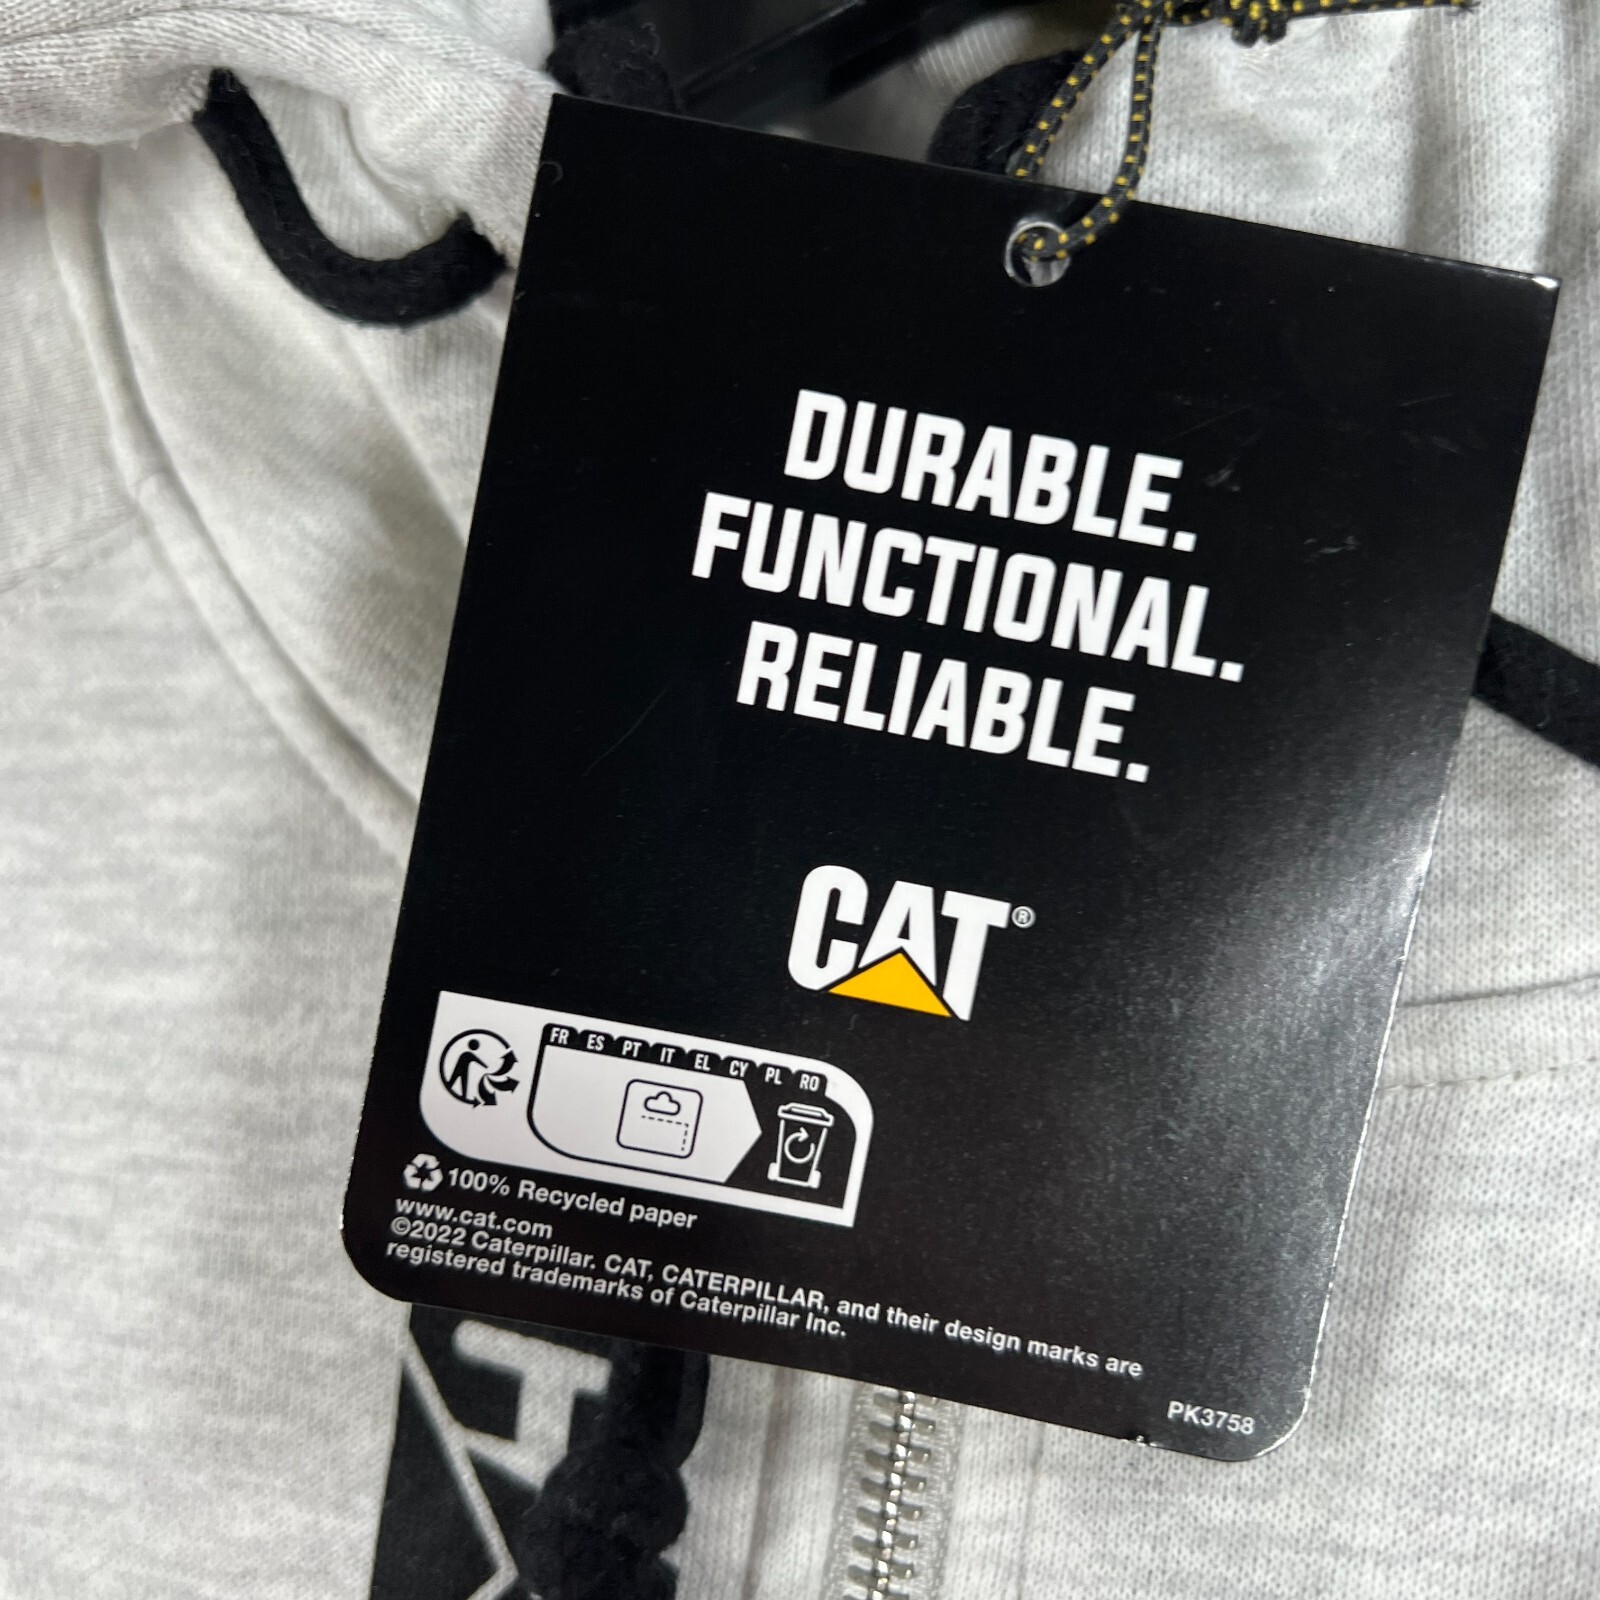 DURABLE.
FUNCTIONAL.
RELIABLE.
CAT®
FR ES PT IT EL CY PL RO
100% Recycled paper
www.cat.com
©2022 Caterpillar. CAT, CATERPILLAR, and their design marks are
registered trademarks of Caterpillar Inc.
PK3758